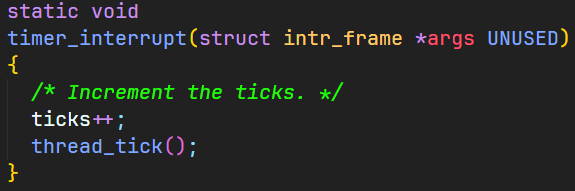 static void
timer_interrupt(struct intr_frame *args UNUSED)
{
  /* Increment the ticks. */
  ticks++;
  thread_tick();
}